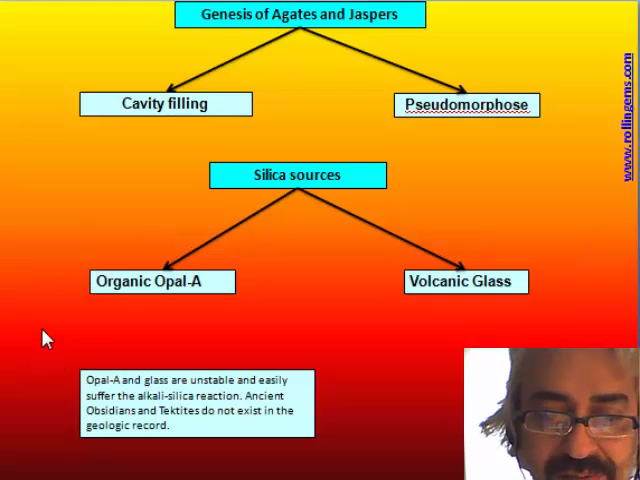 Genesis of Agates and Jaspers
Cavity filling
Pseudomorphose
www.rollingems.com
Silica sources
Organic Opal-A
Volcanic Glass
Opal-A and glass are unstable and easily
suffer the alkali-silica reaction. Ancient
Obsidians and Tektites do not exist in the
geologic record.